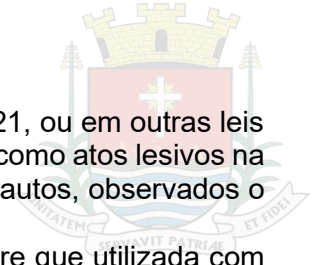 21, ou em outras leis
como atos lesivos na
autos, observados o
SERVAVIT PATRIAE
ET FIDEI
re que utilizada com